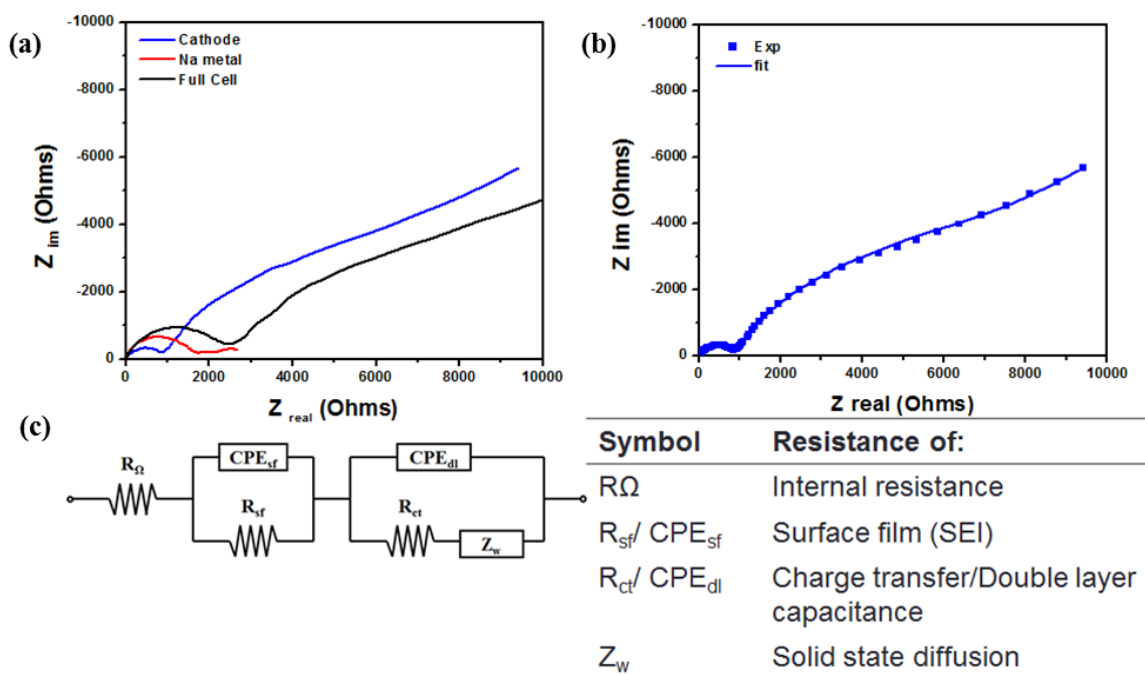 (a)
-10000
-8000
-6000
-4000
-2000
0
Z im (Ohms)
Cathode
Na metal
Full Cell
0 2000 4000 6000 8000 10000
Z real (Ohms)
(b)
-10000
-8000
-6000
-4000
-2000
0
Z im (Ohms)
Exp
fit
0 2000 4000 6000 8000 10000
Z real (Ohms)
(c)
RΩ
CPEsf
Rsf
CPEdl
Rct
Zw
Symbol Resistance of:
RΩ Internal resistance
Rsf/ CPEsf Surface film (SEI)
Rct/ CPEdl Charge transfer/Double layer
capacitance
Zw Solid state diffusion